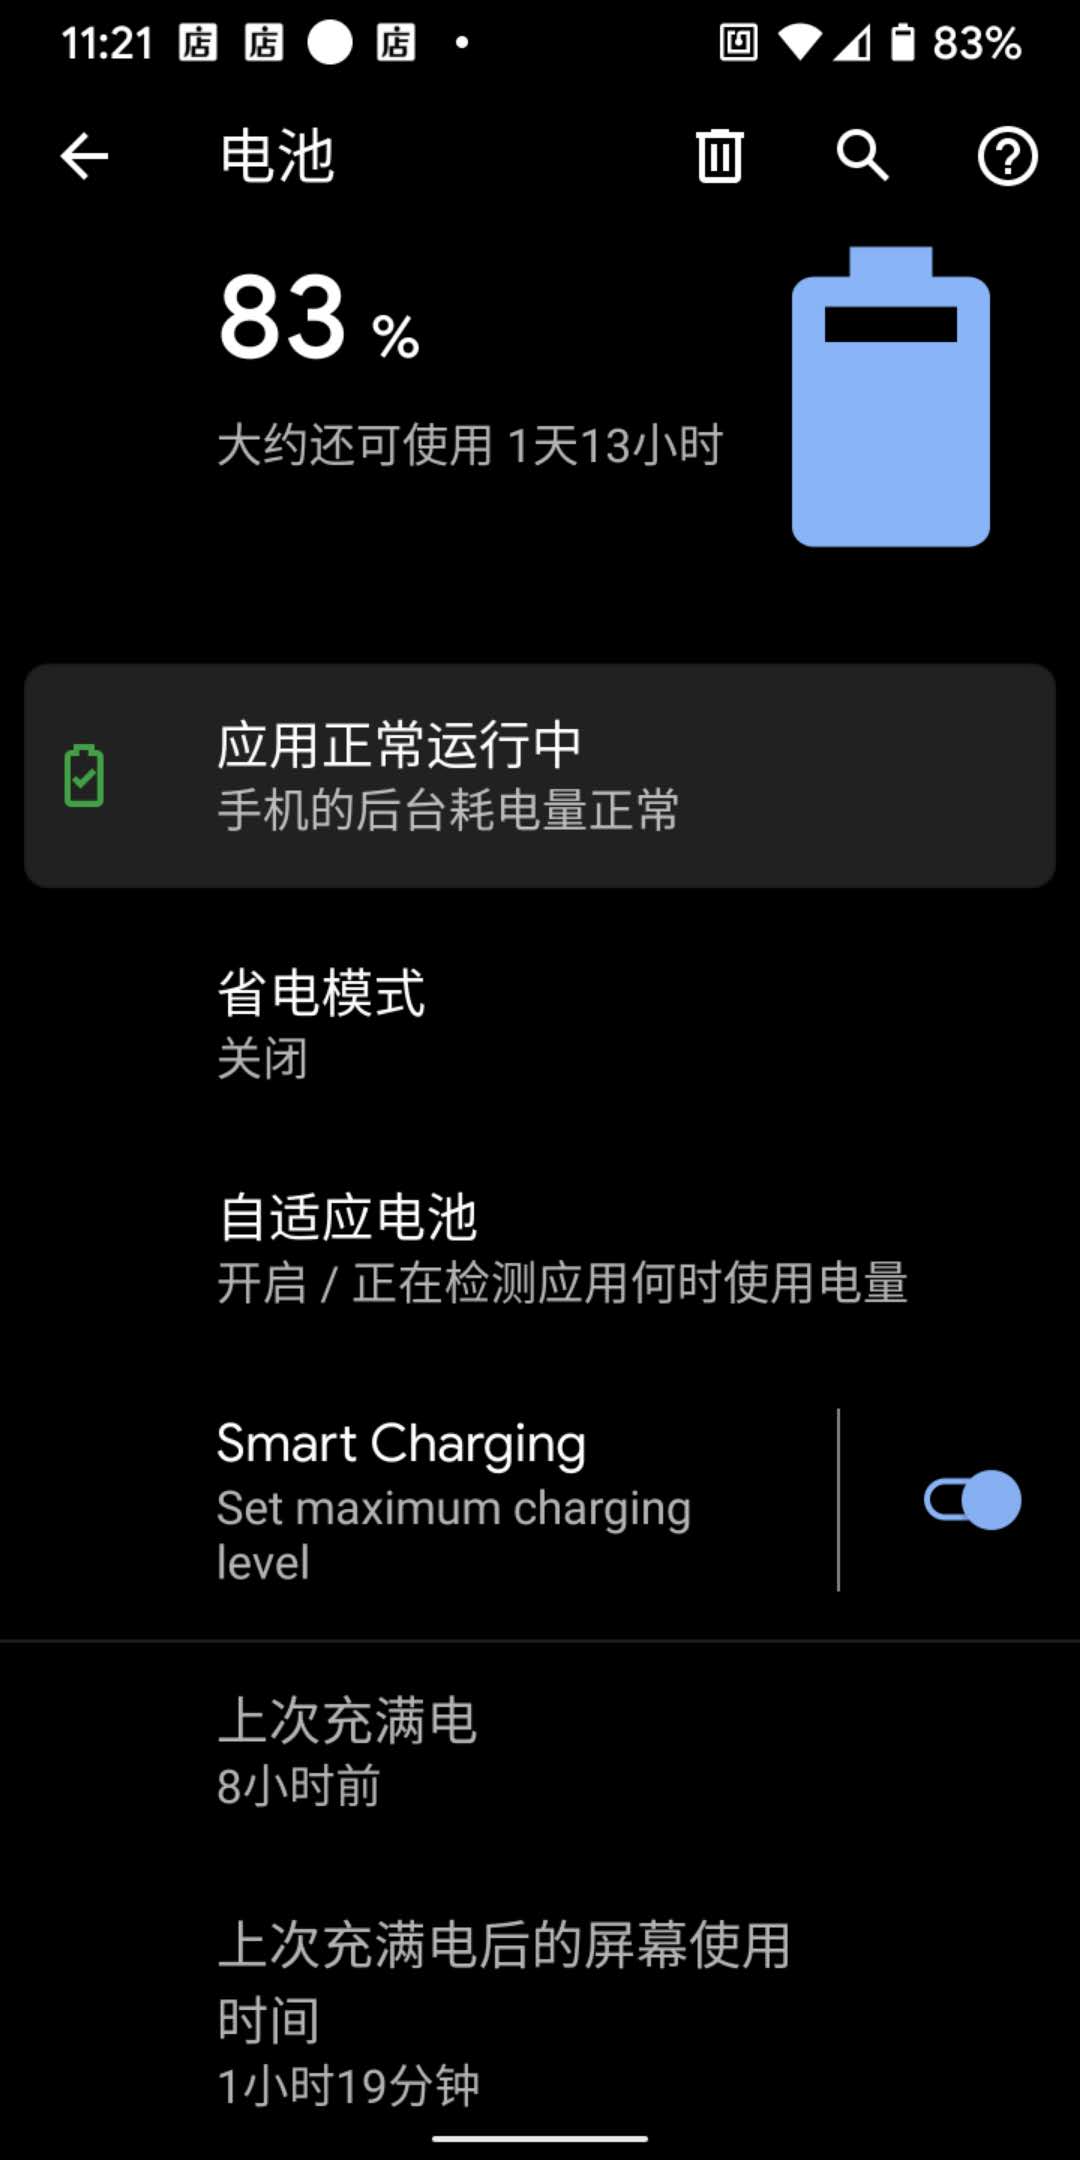 11:21 店 店 店 83%
电池
83 %
大约还可使用 1天13小时
应用正常运行中
手机的后台耗电量正常
省电模式
关闭
自适应电池
开启 / 正在检测应用何时使用电量
Smart Charging
Set maximum charging
level
上次充满电
8小时前
上次充满电后的屏幕使用
时间
1小时19分钟